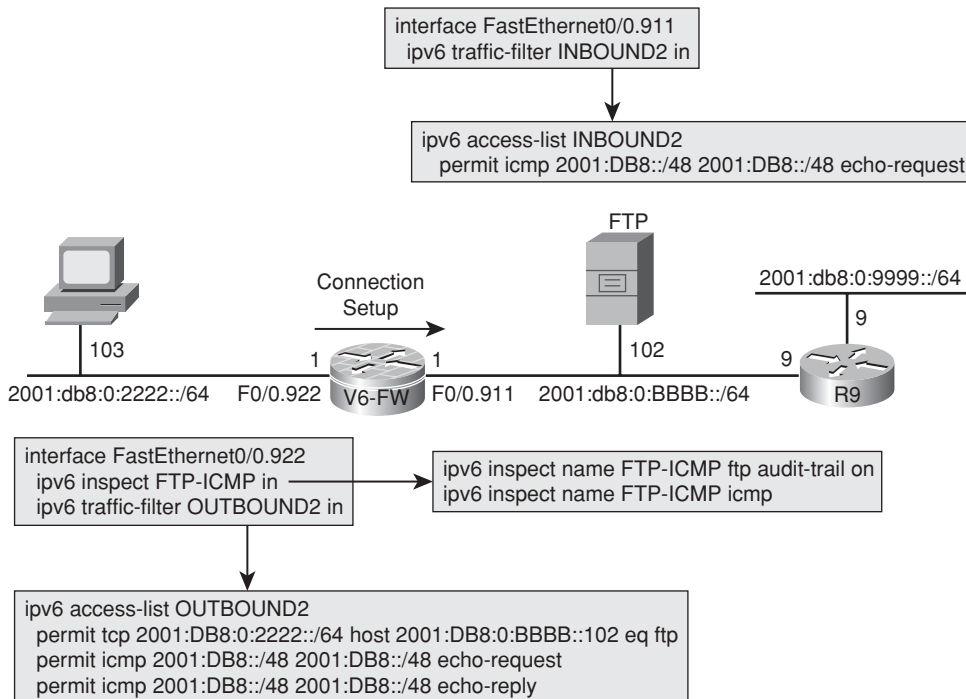 interface FastEthernet0/0.911
ipv6 traffic-filter INBOUND2 in
ipv6 access-list INBOUND2
permit icmp 2001:DB8::/48 2001:DB8::/48 echo-request
FTP
2001:db8:0:9999::/64
Connection
Setup
9
103
1
1
102
9
2001:db8:0:2222::/64
F0/0.922
V6-FW
F0/0.911
2001:db8:0:BBBB::/64
R9
interface FastEthernet0/0.922
ipv6 inspect FTP-ICMP in
ipv6 traffic-filter OUTBOUND2 in
ipv6 inspect name FTP-ICMP ftp audit-trail on
ipv6 inspect name FTP-ICMP icmp
ipv6 access-list OUTBOUND2
permit tcp 2001:DB8:0:2222::/64 host 2001:DB8:0:BBBB::102 eq ftp
permit icmp 2001:DB8::/48 2001:DB8::/48 echo-request
permit icmp 2001:DB8::/48 2001:DB8::/48 echo-reply